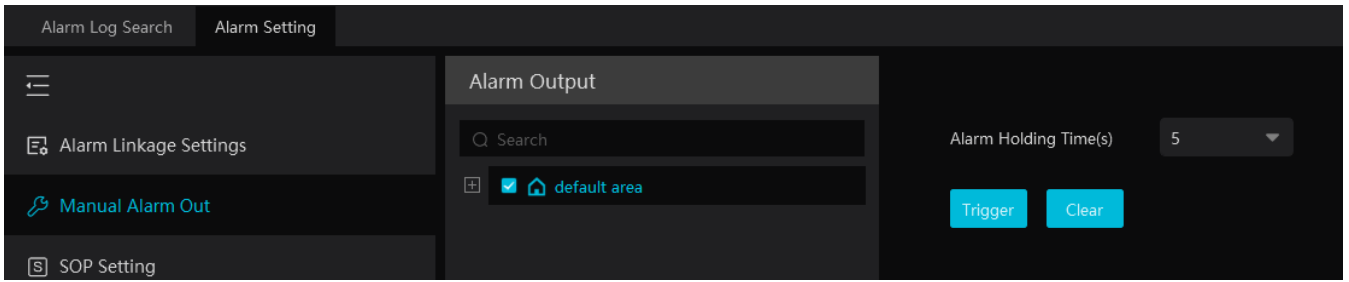 Alarm Log Search Alarm Setting
Alarm Output
Search
Alarm Linkage Settings
Manual Alarm Out
S SOP Setting
default area
Alarm Holding Time(s) 5
Trigger Clear